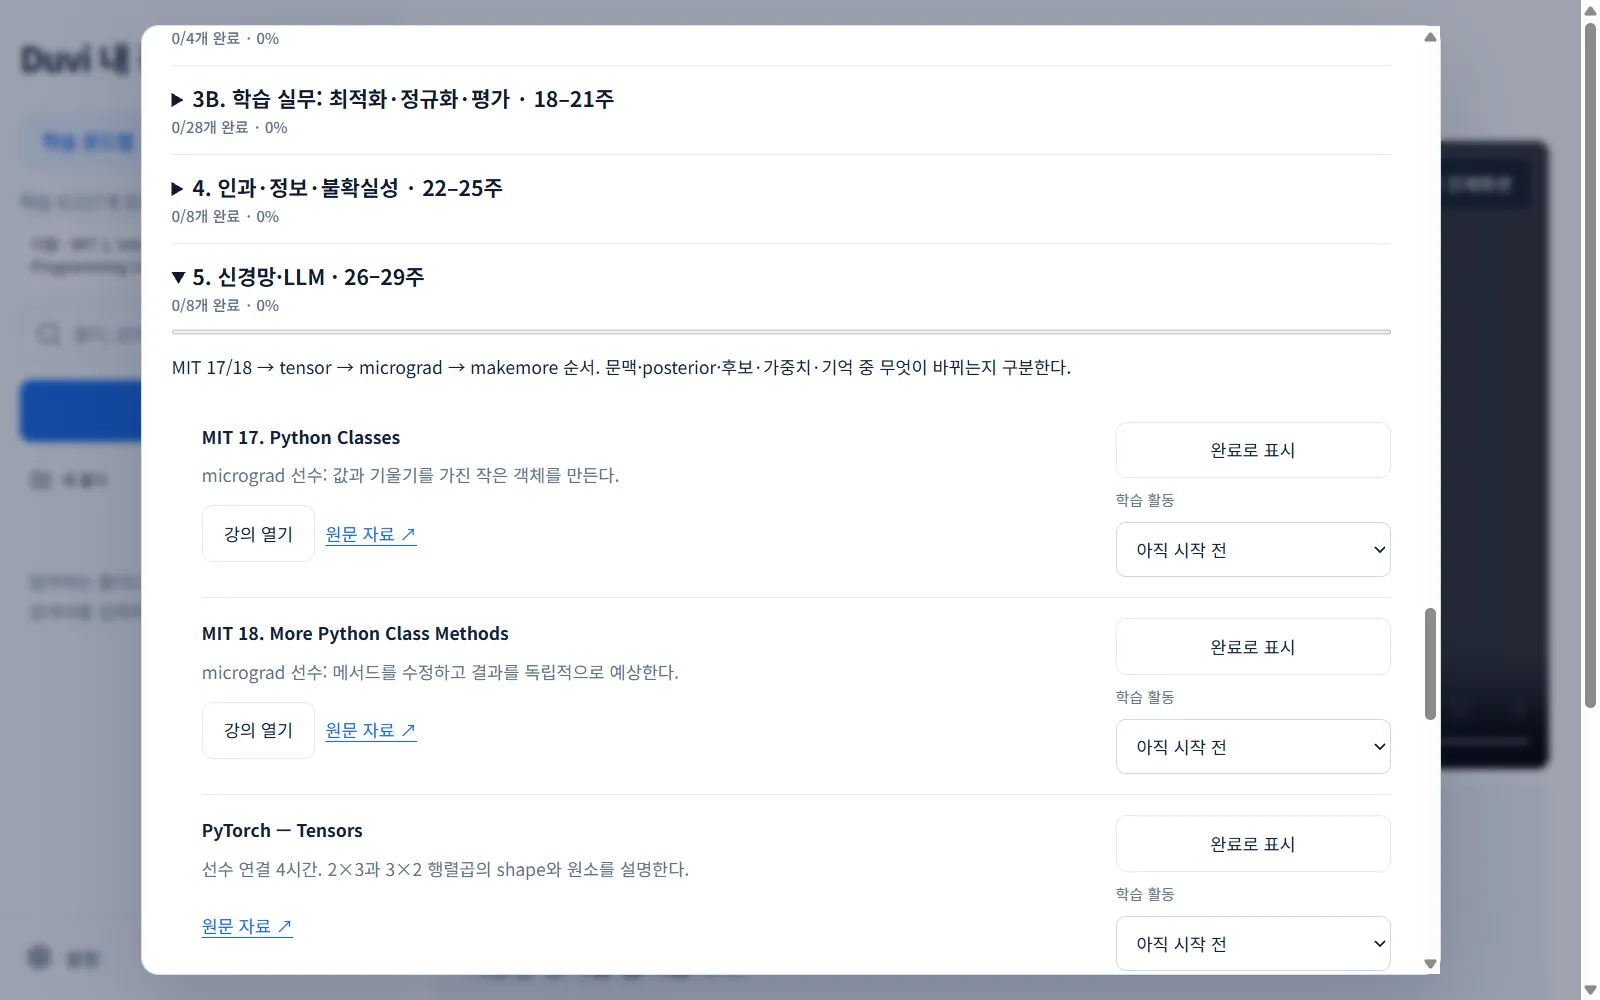 Duvi 내
0/4개 완료 · 0%
▶ 3B. 학습 실무: 최적화·정규화·평가 · 18–21주
0/28개 완료 · 0%
▶ 4. 인과·정보·불확실성 · 22–25주
0/8개 완료 · 0%
▼ 5. 신경망·LLM · 26–29주
0/8개 완료 · 0%
MIT 17/18 → tensor → micrograd → makemore 순서. 문맥·posterior·후보·가중치·기억 중 무엇이 바뀌는지 구분한다.
MIT 17. Python Classes
micrograd 선수: 값과 기울기를 가진 작은 객체를 만든다.
강의 열기 원문 자료 ↗
완료로 표시
학습 활동
아직 시작 전
MIT 18. More Python Class Methods
micrograd 선수: 메서드를 수정하고 결과를 독립적으로 예상한다.
강의 열기 원문 자료 ↗
완료로 표시
학습 활동
아직 시작 전
PyTorch — Tensors
선수 연결 4시간. 2×3과 3×2 행렬곱의 shape와 원소를 설명한다.
원문 자료 ↗
완료로 표시
학습 활동
아직 시작 전
설정